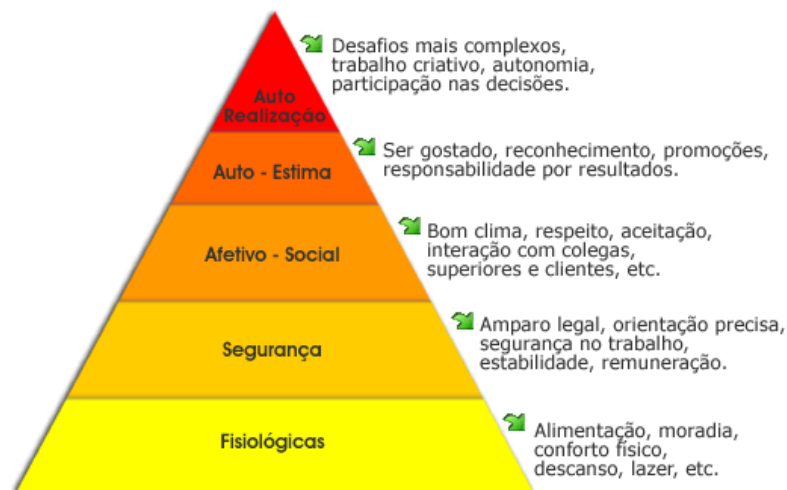 Desafios mais complexos,
trabalho criativo, autonomia,
participação nas decisões.
Auto
Realização
Ser gostado, reconhecimento, promoções,
responsabilidade por resultados.
Auto - Estima
Bom clima, respeito, aceitação,
interação com colegas,
superiores e clientes, etc.
Afetivo - Social
Amparo legal, orientação precisa,
segurança no trabalho,
estabilidade, remuneração.
Segurança
Alimentação, moradia,
conforto físico,
descanso, lazer, etc.
Fisiológicas